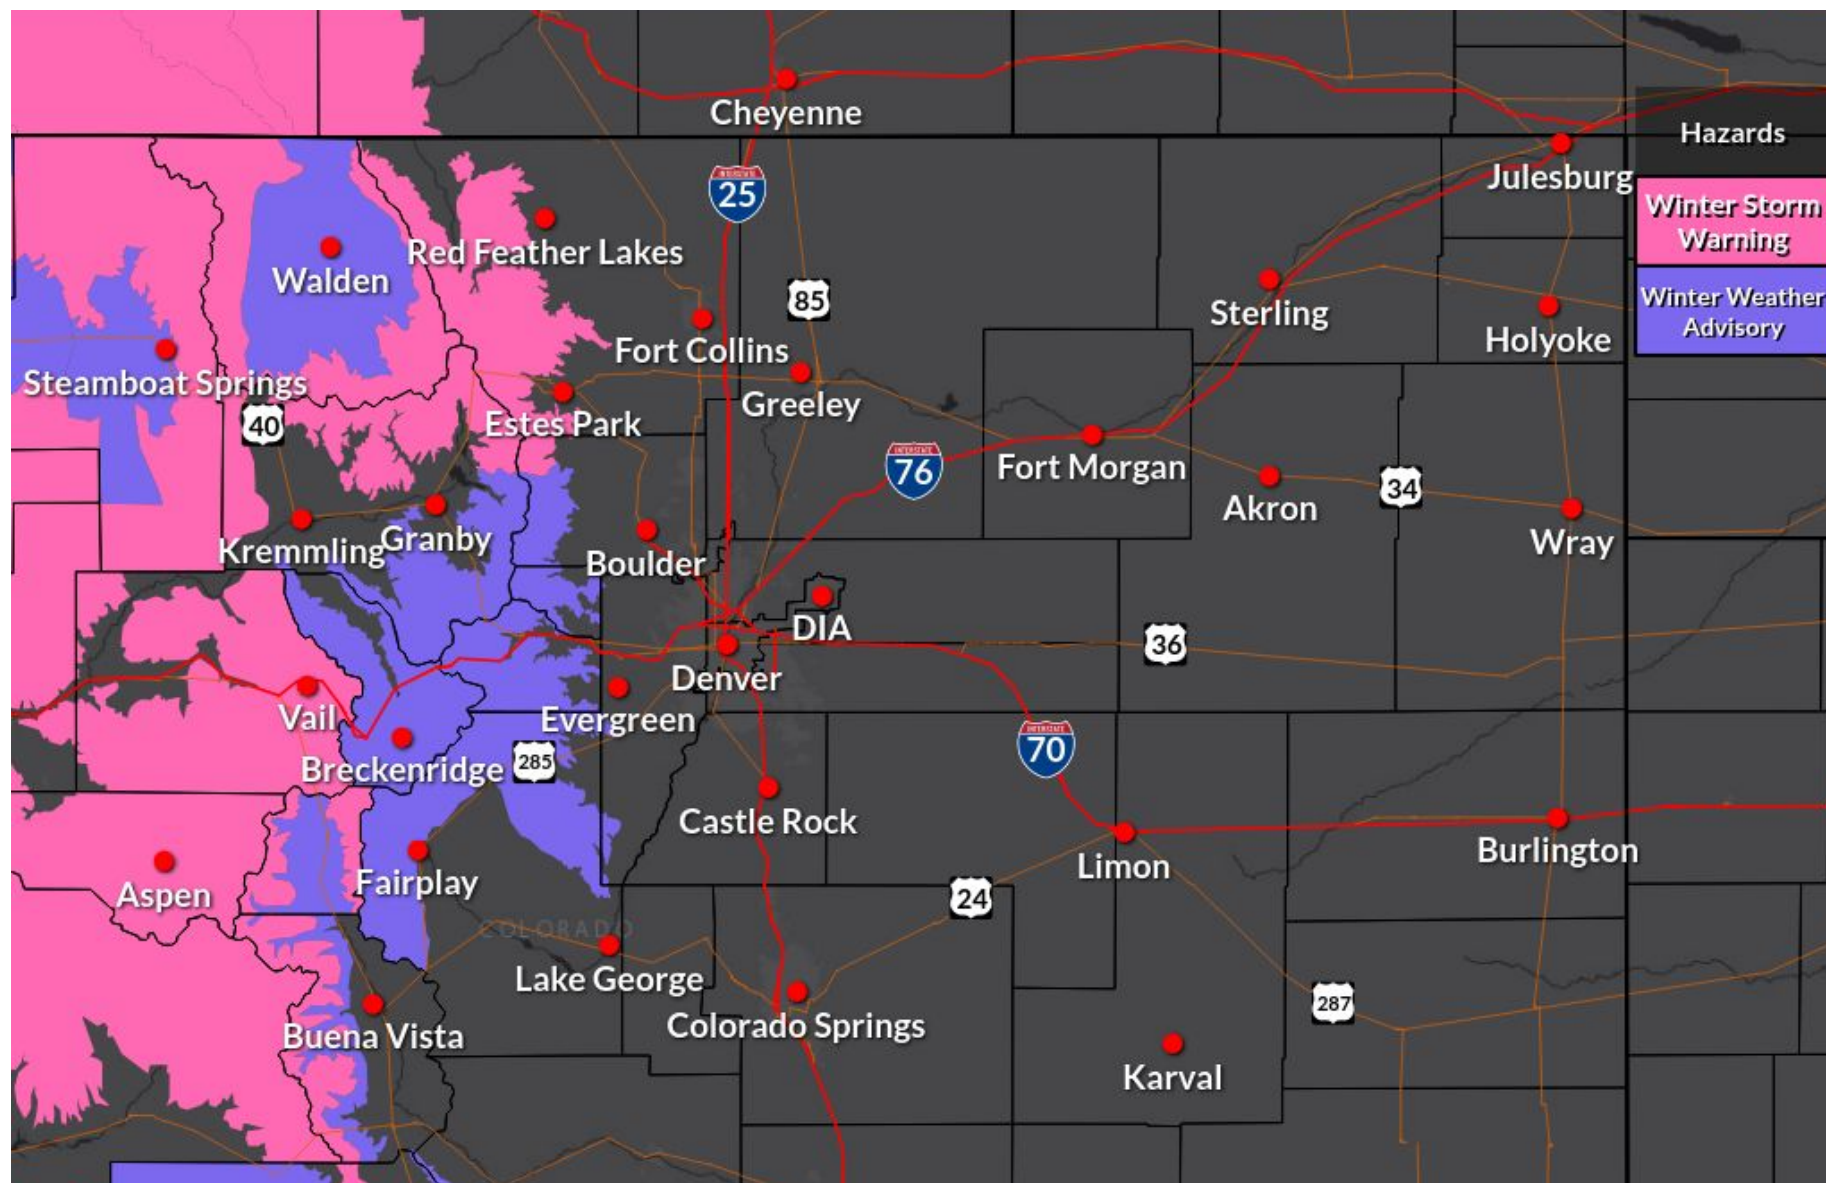 Cheyenne
Hazards
INTERSTATE
25
Julesburg
Winter Storm
Warning
Red Feather Lakes
Walden
85
Winter Weather
Advisory
Sterling
Holyoke
Fort Collins
Steamboat Springs
Greeley
Estes Park
40
INTERSTATE
76
Fort Morgan
34
Akron
Granby
Kremmling
Wray
Boulder
DIA
36
Denver
Vail
Evergreen
INTERSTATE
70
Breckenridge
285
Castle Rock
Burlington
Limon
Aspen
Fairplay
24
COLORADO
Lake George
287
Colorado Springs
Buena Vista
Karval